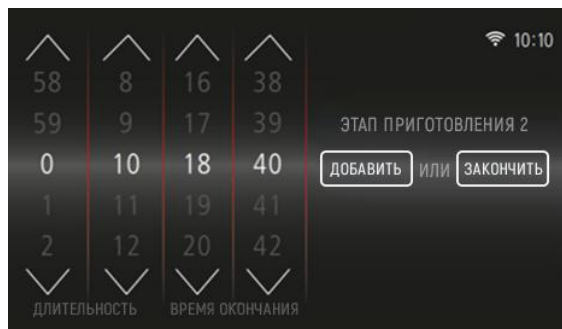 10:10
58 8 16 38
59 9 17 39
ЭТАП ПРИГОТОВЛЕНИЯ 2
0 10 18 40
ДОБАВИТЬ ИЛИ ЗАКОНЧИТЬ
1 11 19 41
2 12 20 42
ДЛИТЕЛЬНОСТЬ ВРЕМЯ ОКОНЧАНИЯ